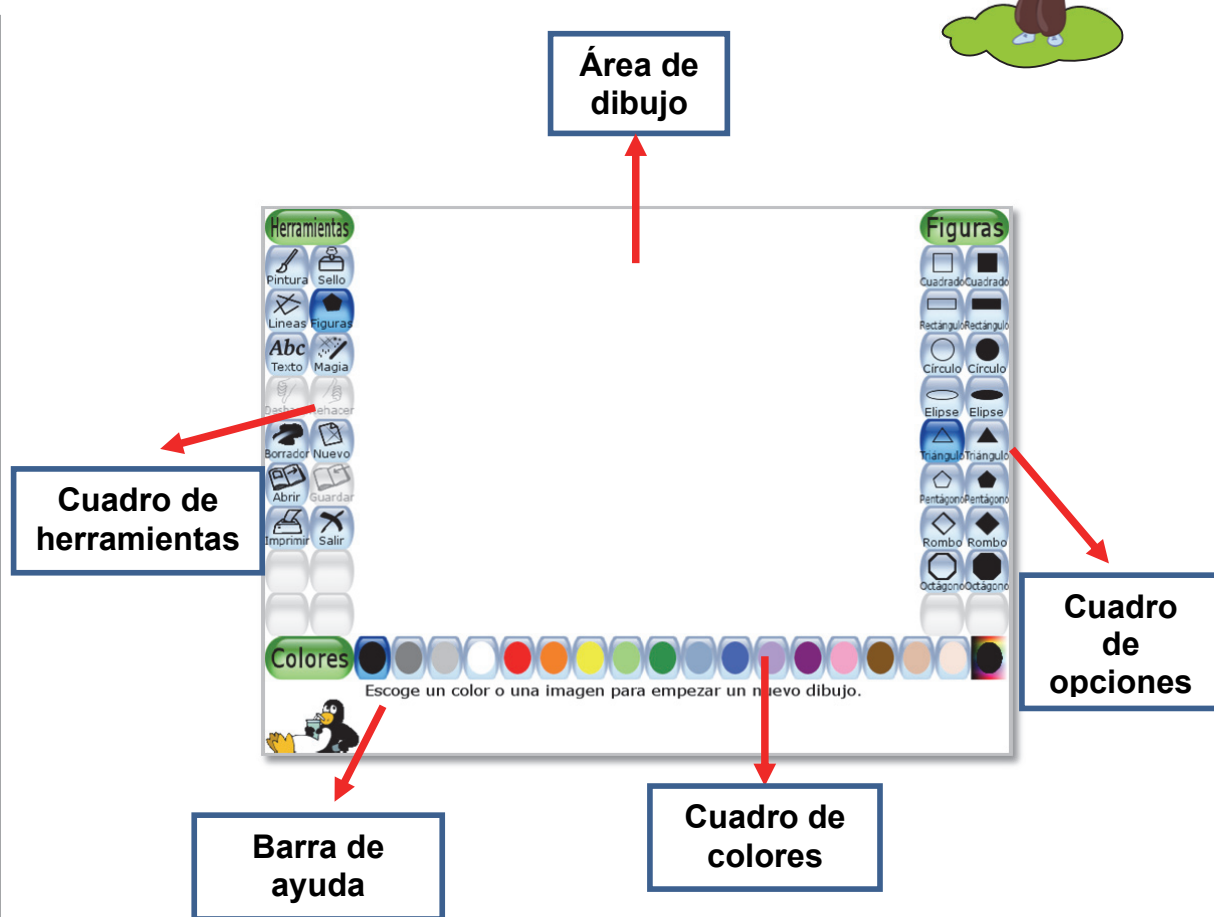 Área de
dibujo
Herramientas
Figuras
Pintura Sello
Cuadrado Cuadrado
Lineas Figuras
Rectángulo Rectángulo
Abc
Texto Magia
Círculo Círculo
Deshacer Rehacer
Elipse Elipse
Borrador Nuevo
Triángulo Triángulo
Abrir Guardar
Pentágono Pentágono
Imprimir Salir
Rombo Rombo
Octágono Octágono
Cuadro de
herramientas
Cuadro
de
opciones
Colores
Escoge un color o una imagen para empezar un nuevo dibujo.
Barra de
ayuda
Cuadro de
colores